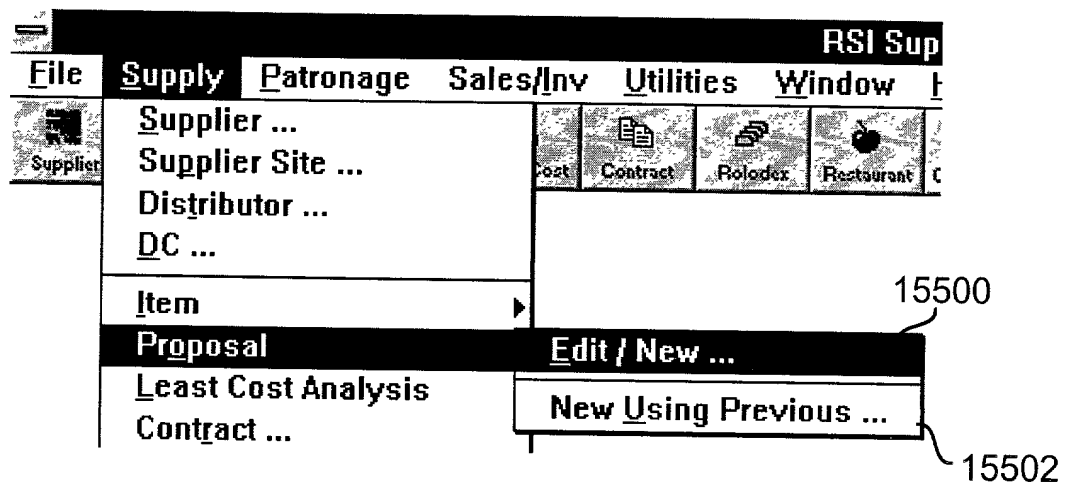 RSI Sup
File Supply Patronage Sales/Inv Utilities Window H
Supplier Cost Contract Rolodex Restaurant
Supplier ...
Supplier Site ...
Distributor ...
DC ...
Item
15500
Proposal Edit / New ...
Least Cost Analysis
New Using Previous ...
Contract ...
15502